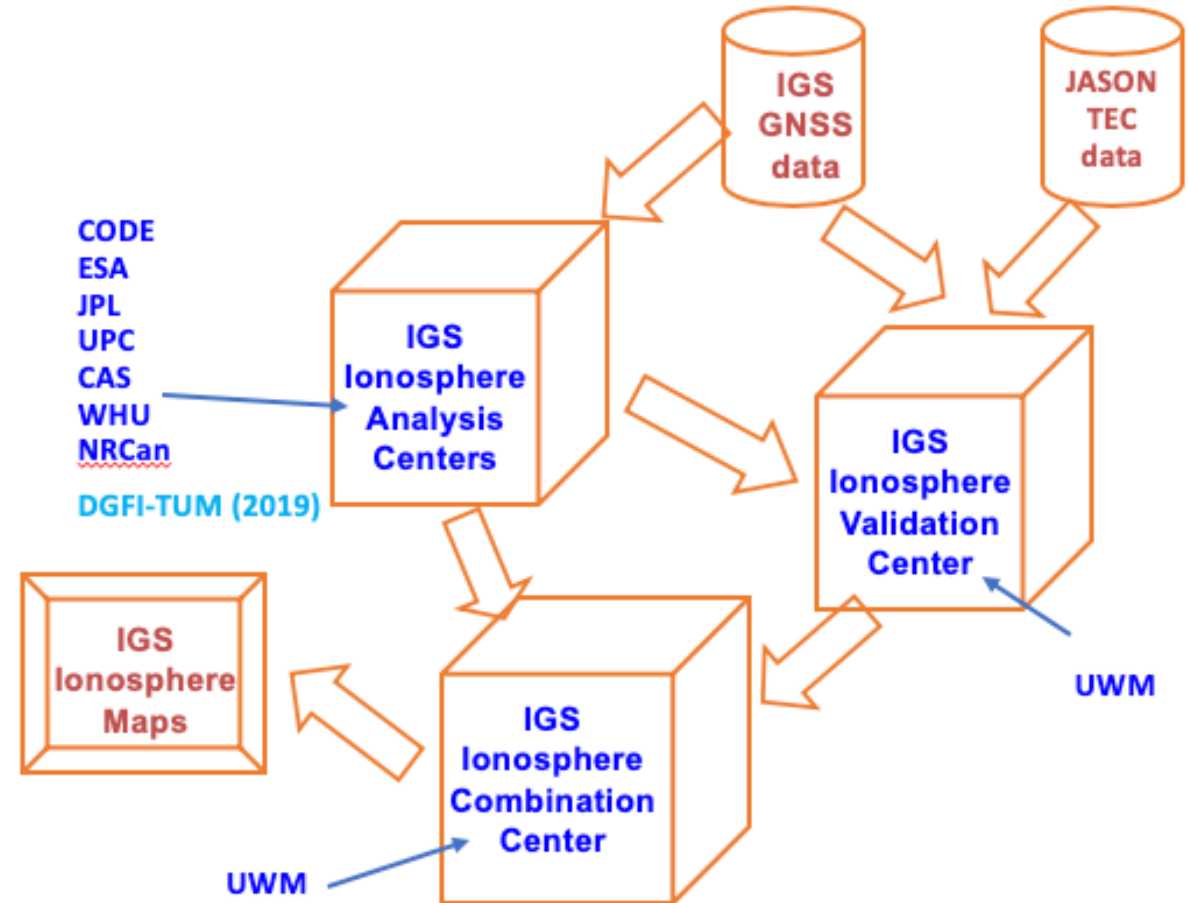 IGS
GNSS
data
JASON
TEC
data
CODE
ESA
JPL
UPC
CAS
WHU
NRCan
DGFI-TUM (2019)
IGS
Ionosphere
Analysis
Centers
IGS
Ionosphere
Validation
Center
UWM
IGS
Ionosphere
Maps
IGS
Ionosphere
Combination
Center
UWM